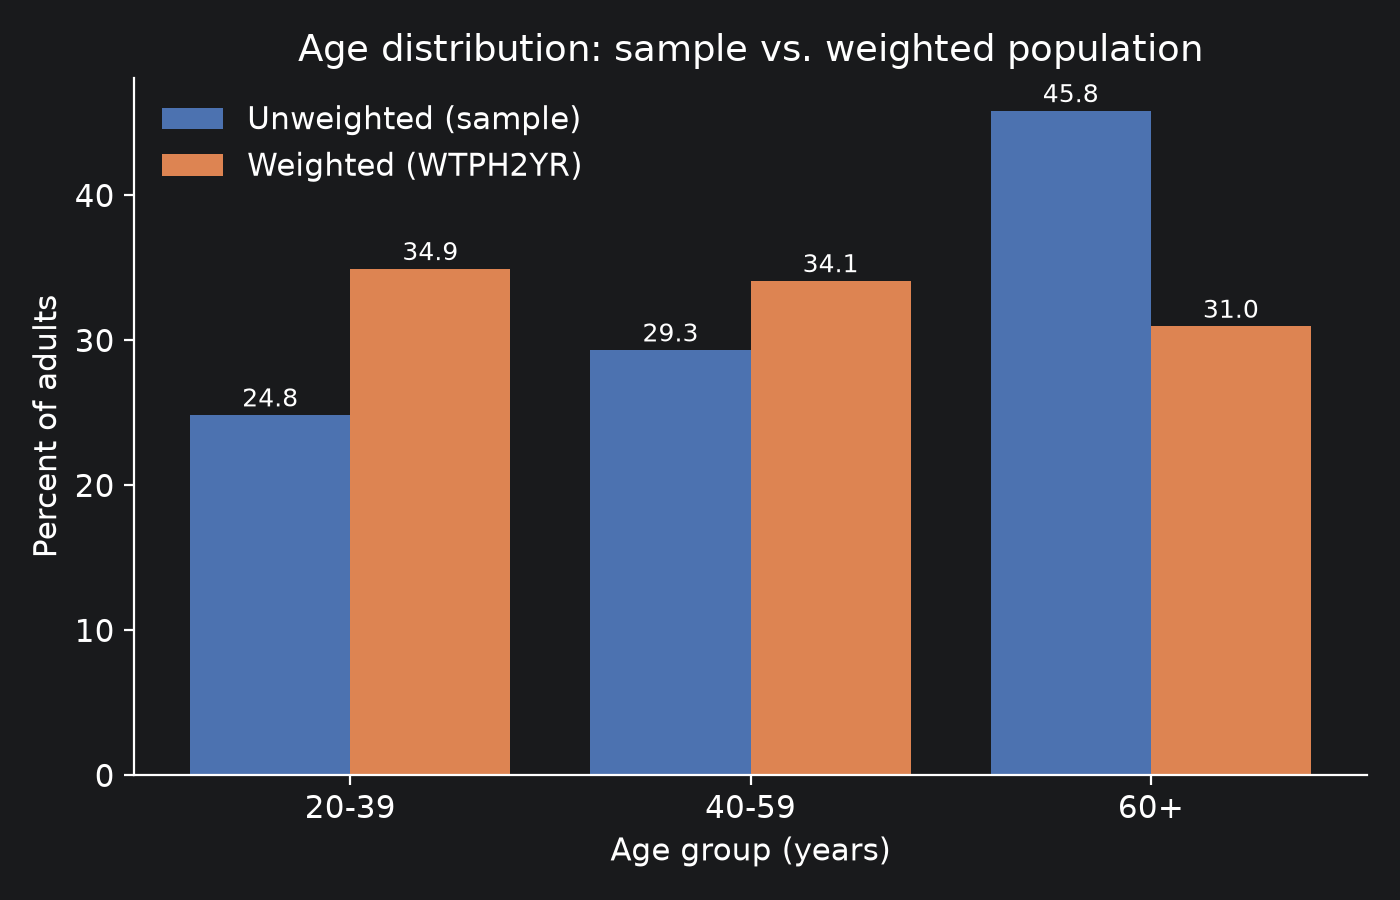 Age distribution: sample vs. weighted population
Unweighted (sample)
Weighted (WTPH2YR)
Percent of adults
40
30
20
10
0
24.8
34.9
29.3
34.1
45.8
31.0
20-39
40-59
60+
Age group (years)